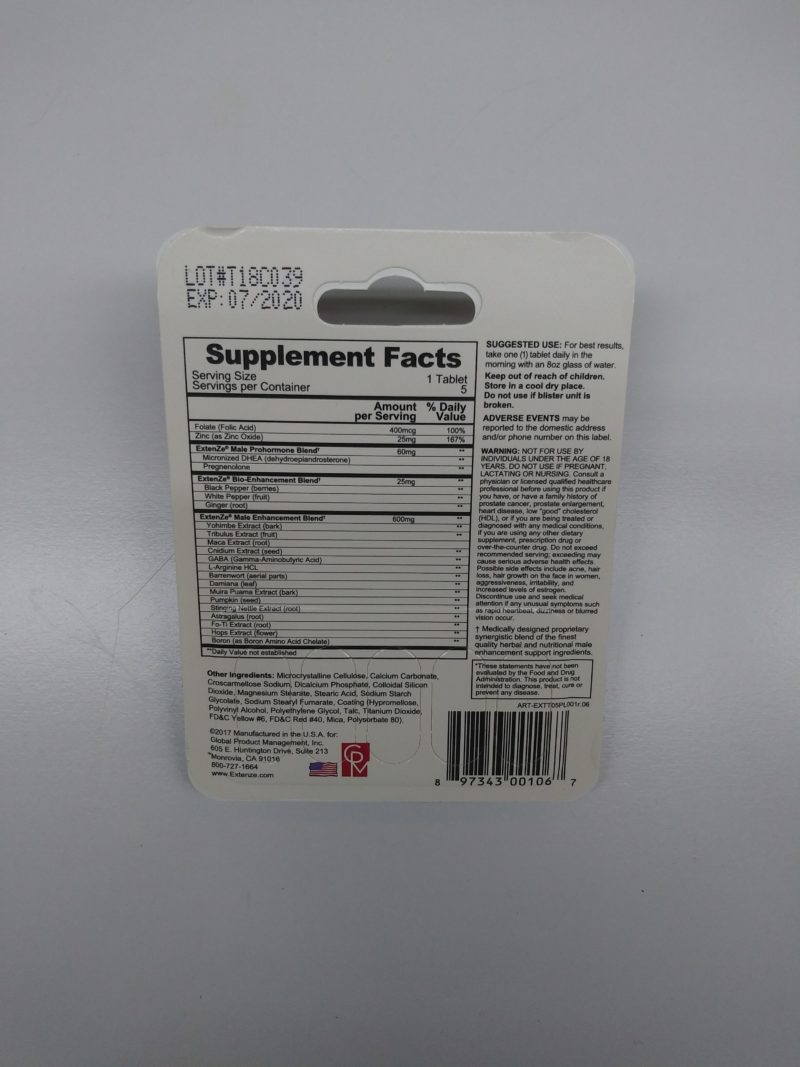 LOT#T18C039
EXP:07/2020
Supplement Facts
Serving Size 1 Tablet
Servings per Container 5
Amount per Serving % Daily Value
Folate (Folic Acid) 400mcg 100%
Zinc (as Zinc Oxide) 25mg 167%
ExtenZe® Male Prohormone Blend† 60mg **
Micronized DHEA (dehydroepiandrosterone) **
Pregnenolone **
ExtenZe® Bio-Enhancement Blend† 25mg **
Black Pepper (berries) **
White Pepper (fruit) **
Ginger (root) **
ExtenZe® Male Enhancement Blend† 600mg **
Yohimbe Extract (bark) **
Tribulus Extract (fruit) **
Maca Extract (root)
Cnidium Extract (seed) **
GABA (Gamma-Aminobutyric Acid) **
L-Arginine HCL **
Barrenwort (aerial parts) **
Damiana (leaf) **
Muira Puama Extract (bark) **
Pumpkin (seed) **
Stinging Nettle Extract (root) **
Astragalus (root) **
Fo-Ti Extract (root) **
Hops Extract (flower) **
Boron (as Boron Amino Acid Chelate) **
**Daily Value not established
Other Ingredients: Microcrystalline Cellulose, Calcium Carbonate,
Croscarmellose Sodium, Dicalcium Phosphate, Colloidal Silicon
Dioxide, Magnesium Stearate, Stearic Acid, Sodium Starch
Glycolate, Sodium Stearyl Fumarate, Coating (Hypromellose,
Polyvinyl Alcohol, Polyethylene Glycol, Talc, Titanium Dioxide,
FD&C Yellow #6, FD&C Red #40, Mica, Polysorbate 80).
©2017 Manufactured in the U.S.A. for:
Global Product Management, Inc.
605 E. Huntington Drive, Suite 213
Monrovia, CA 91016
800-727-1664
www.Extenze.com
GPM
SUGGESTED USE: For best results,
take one (1) tablet daily in the
morning with an 8oz glass of water.
Keep out of reach of children.
Store in a cool dry place.
Do not use if blister unit is
broken.
ADVERSE EVENTS may be
reported to the domestic address
and/or phone number on this label.
WARNING: NOT FOR USE BY
INDIVIDUALS UNDER THE AGE OF 18
YEARS. DO NOT USE IF PREGNANT,
LACTATING OR NURSING. Consult a
physician or licensed qualified healthcare
professional before using this product if
you have, or have a family history of
prostate cancer, prostate enlargement,
heart disease, low "good" cholesterol
(HDL), or if you are being treated or
diagnosed with any medical conditions,
if you are using any other dietary
supplement, prescription drug or
over-the-counter drug. Do not exceed
recommended serving; exceeding may
cause serious adverse health effects.
Possible side effects include acne, hair
loss, hair growth on the face in women,
aggressiveness, irritability, and
increased levels of estrogen.
Discontinue use and seek medical
attention if any unusual symptoms such
as rapid heartbeat, dizziness or blurred
vision occur.
† Medically designed proprietary
synergistic blend of the finest
quality herbal and nutritional male
enhancement support ingredients.
*These statements have not been
evaluated by the Food and Drug
Administration. This product is not
intended to diagnose, treat, cure or
prevent any disease.
ART-EXTT05PL001r.06
8 97343 00106 7